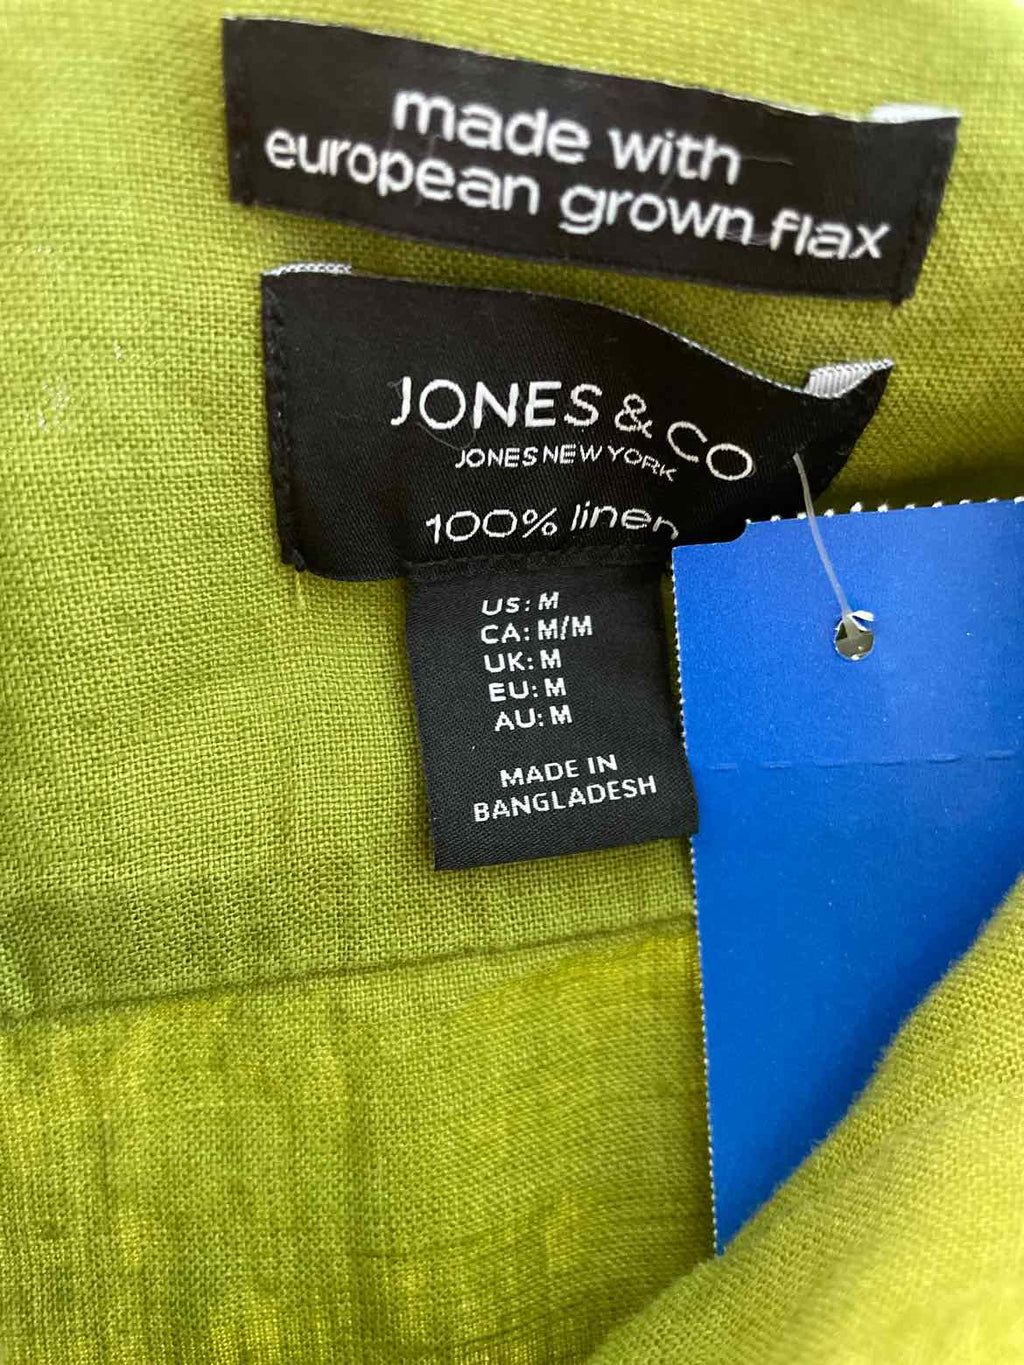 made with
european grown flax
JONES & CO
JONES NEW YORK
100% linen
US: M
CA: M/M
UK: M
EU: M
AU: M
MADE IN
BANGLADESH